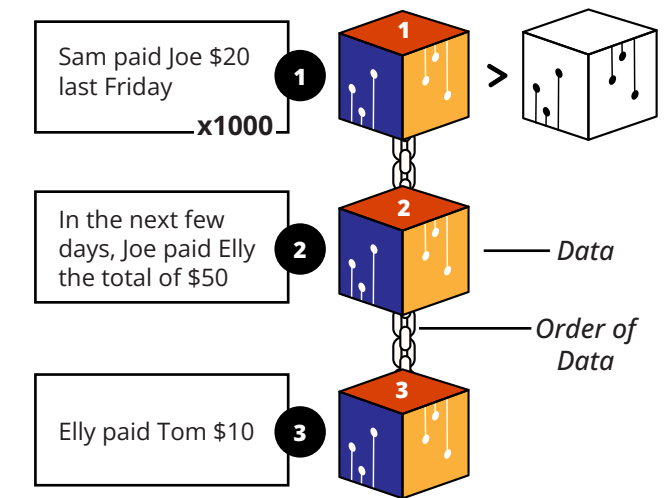 Sam paid Joe $20
last Friday
x1000
1
1
>
In the next few
days, Joe paid Elly
the total of $50
2
2
Data
Order of
Data
Elly paid Tom $10
3
3